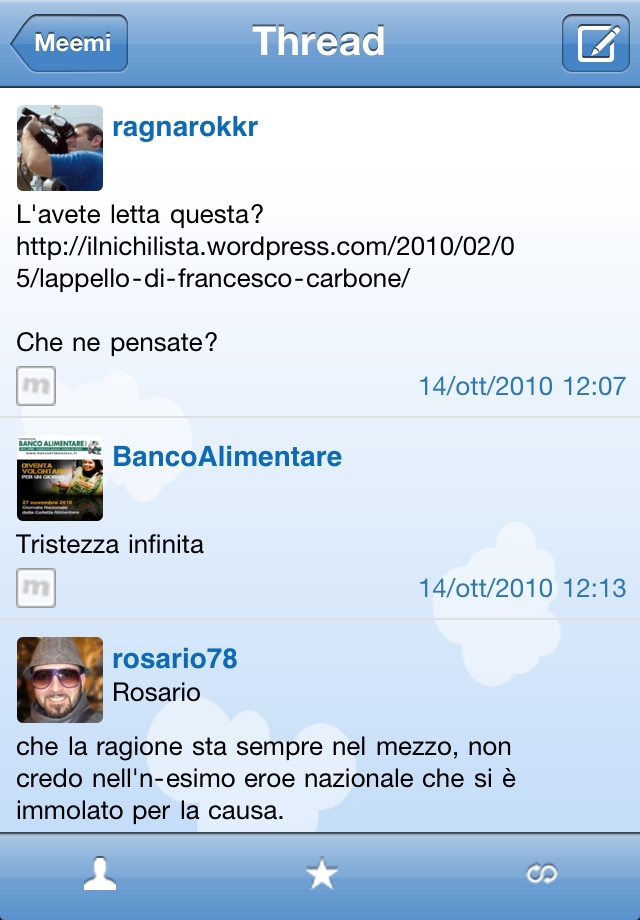 Meemi
Thread
ragnarokkr
L'avete letta questa?
http://ilnichilista.wordpress.com/2010/02/0
5/lappello-di-francesco-carbone/
Che ne pensate?
m
14/ott/2010 12:07
BANCO ALIMENTARE
DIVENTA
VOLONTARIO
PER UN GIORNO
27 novembre 2010
Giornata Nazionale
della Colletta Alimentare
BancoAlimentare
Tristezza infinita
m
14/ott/2010 12:13
rosario78
Rosario
che la ragione sta sempre nel mezzo, non
credo nell'n-esimo eroe nazionale che si è
immolato per la causa.